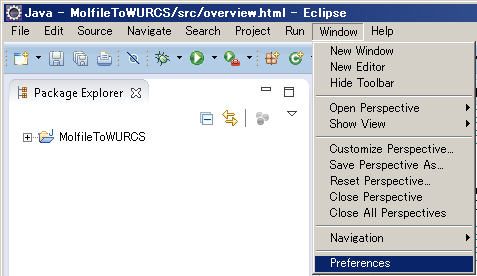 Java - MolfileToWURCS/src/overview.html - Eclipse
File Edit Source Navigate Search Project Run Window Help
Package Explorer
MolfileToWURCS
New Window
New Editor
Hide Toolbar
Open Perspective
Show View
Customize Perspective...
Save Perspective As...
Reset Perspective...
Close Perspective
Close All Perspectives
Navigation
Preferences